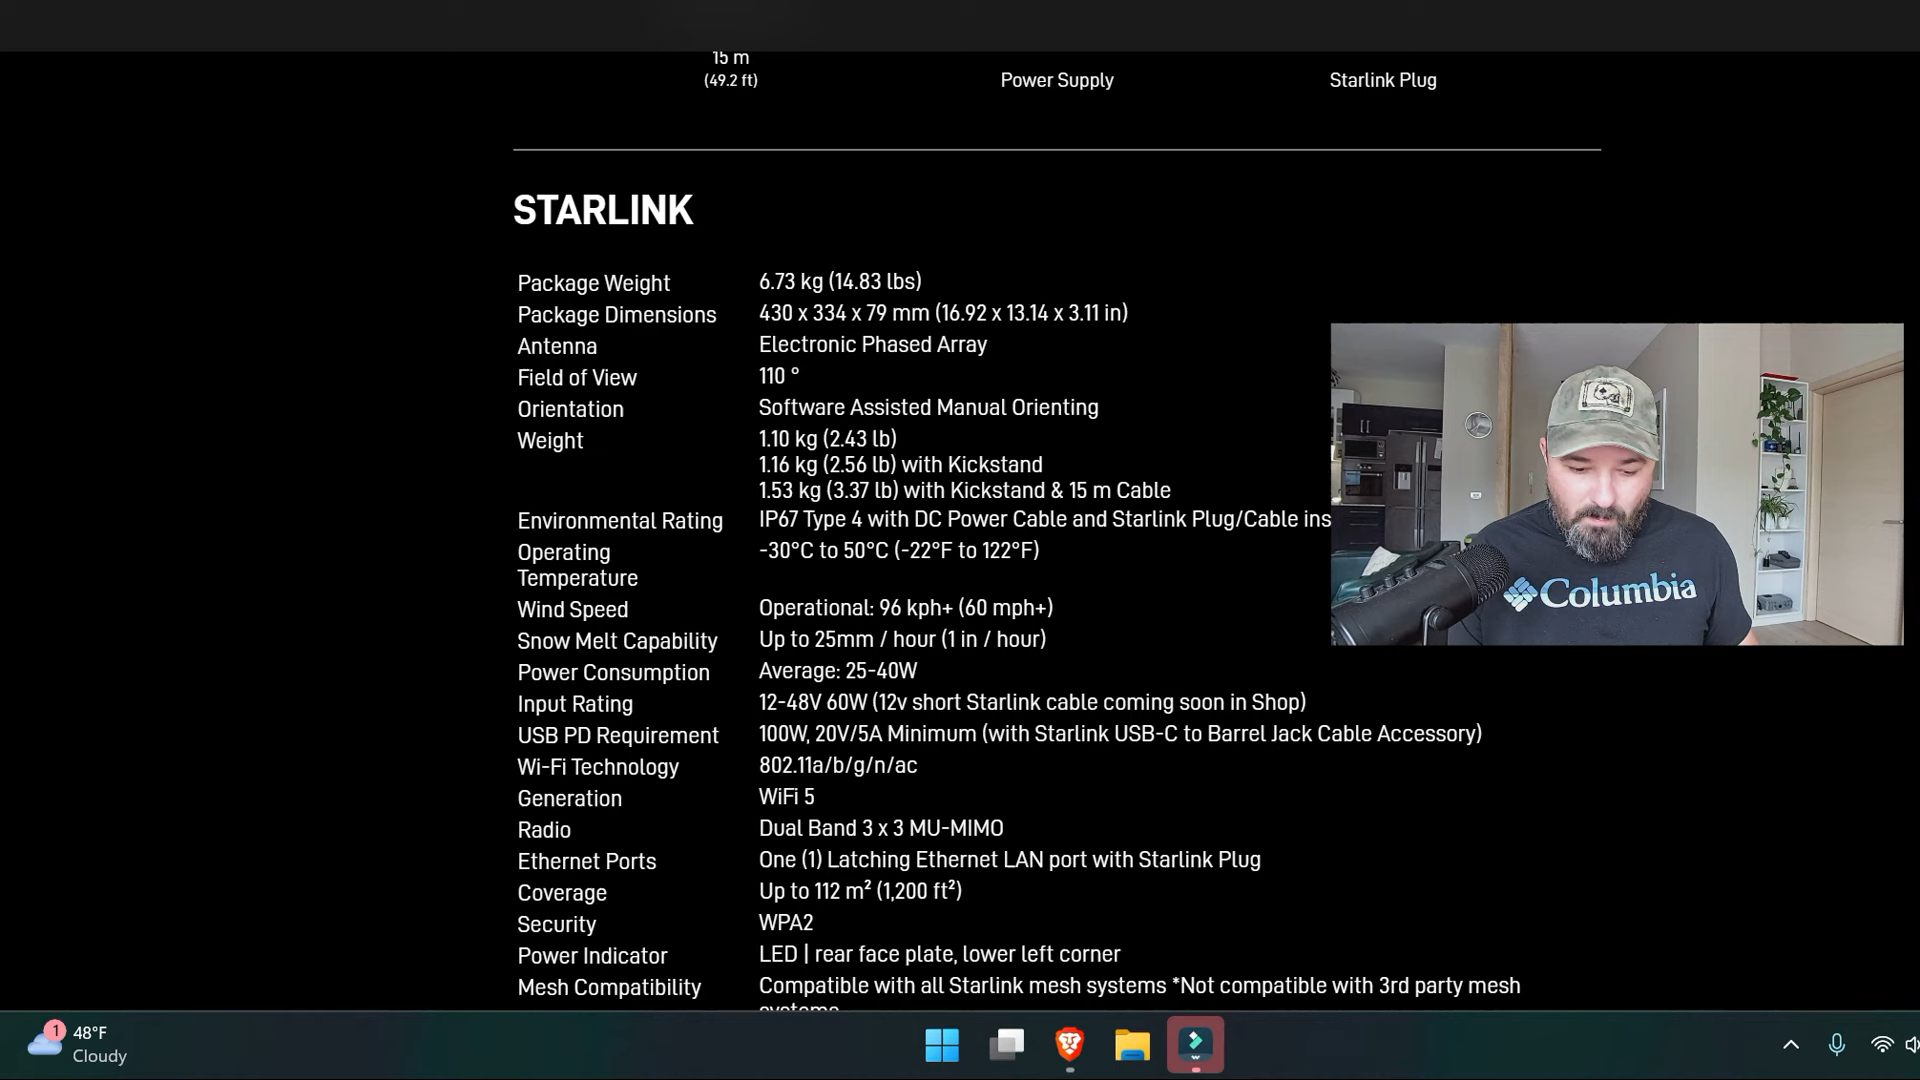 15 m
(49.2 ft)
Power Supply
Starlink Plug
STARLINK
Package Weight 6.73 kg (14.83 lbs)
Package Dimensions 430 x 334 x 79 mm (16.92 x 13.14 x 3.11 in)
Antenna Electronic Phased Array
Field of View 110 °
Orientation Software Assisted Manual Orienting
Weight 1.10 kg (2.43 lb)
1.16 kg (2.56 lb) with Kickstand
1.53 kg (3.37 lb) with Kickstand & 15 m Cable
Environmental Rating IP67 Type 4 with DC Power Cable and Starlink Plug/Cable ins
Operating Temperature -30°C to 50°C (-22°F to 122°F)
Wind Speed Operational: 96 kph+ (60 mph+)
Snow Melt Capability Up to 25mm / hour (1 in / hour)
Power Consumption Average: 25-40W
Input Rating 12-48V 60W (12v short Starlink cable coming soon in Shop)
USB PD Requirement 100W, 20V/5A Minimum (with Starlink USB-C to Barrel Jack Cable Accessory)
Wi-Fi Technology 802.11a/b/g/n/ac
Generation WiFi 5
Radio Dual Band 3 x 3 MU-MIMO
Ethernet Ports One (1) Latching Ethernet LAN port with Starlink Plug
Coverage Up to 112 m² (1,200 ft²)
Security WPA2
Power Indicator LED | rear face plate, lower left corner
Mesh Compatibility Compatible with all Starlink mesh systems *Not compatible with 3rd party mesh
systems
Columbia
1
48°F
Cloudy